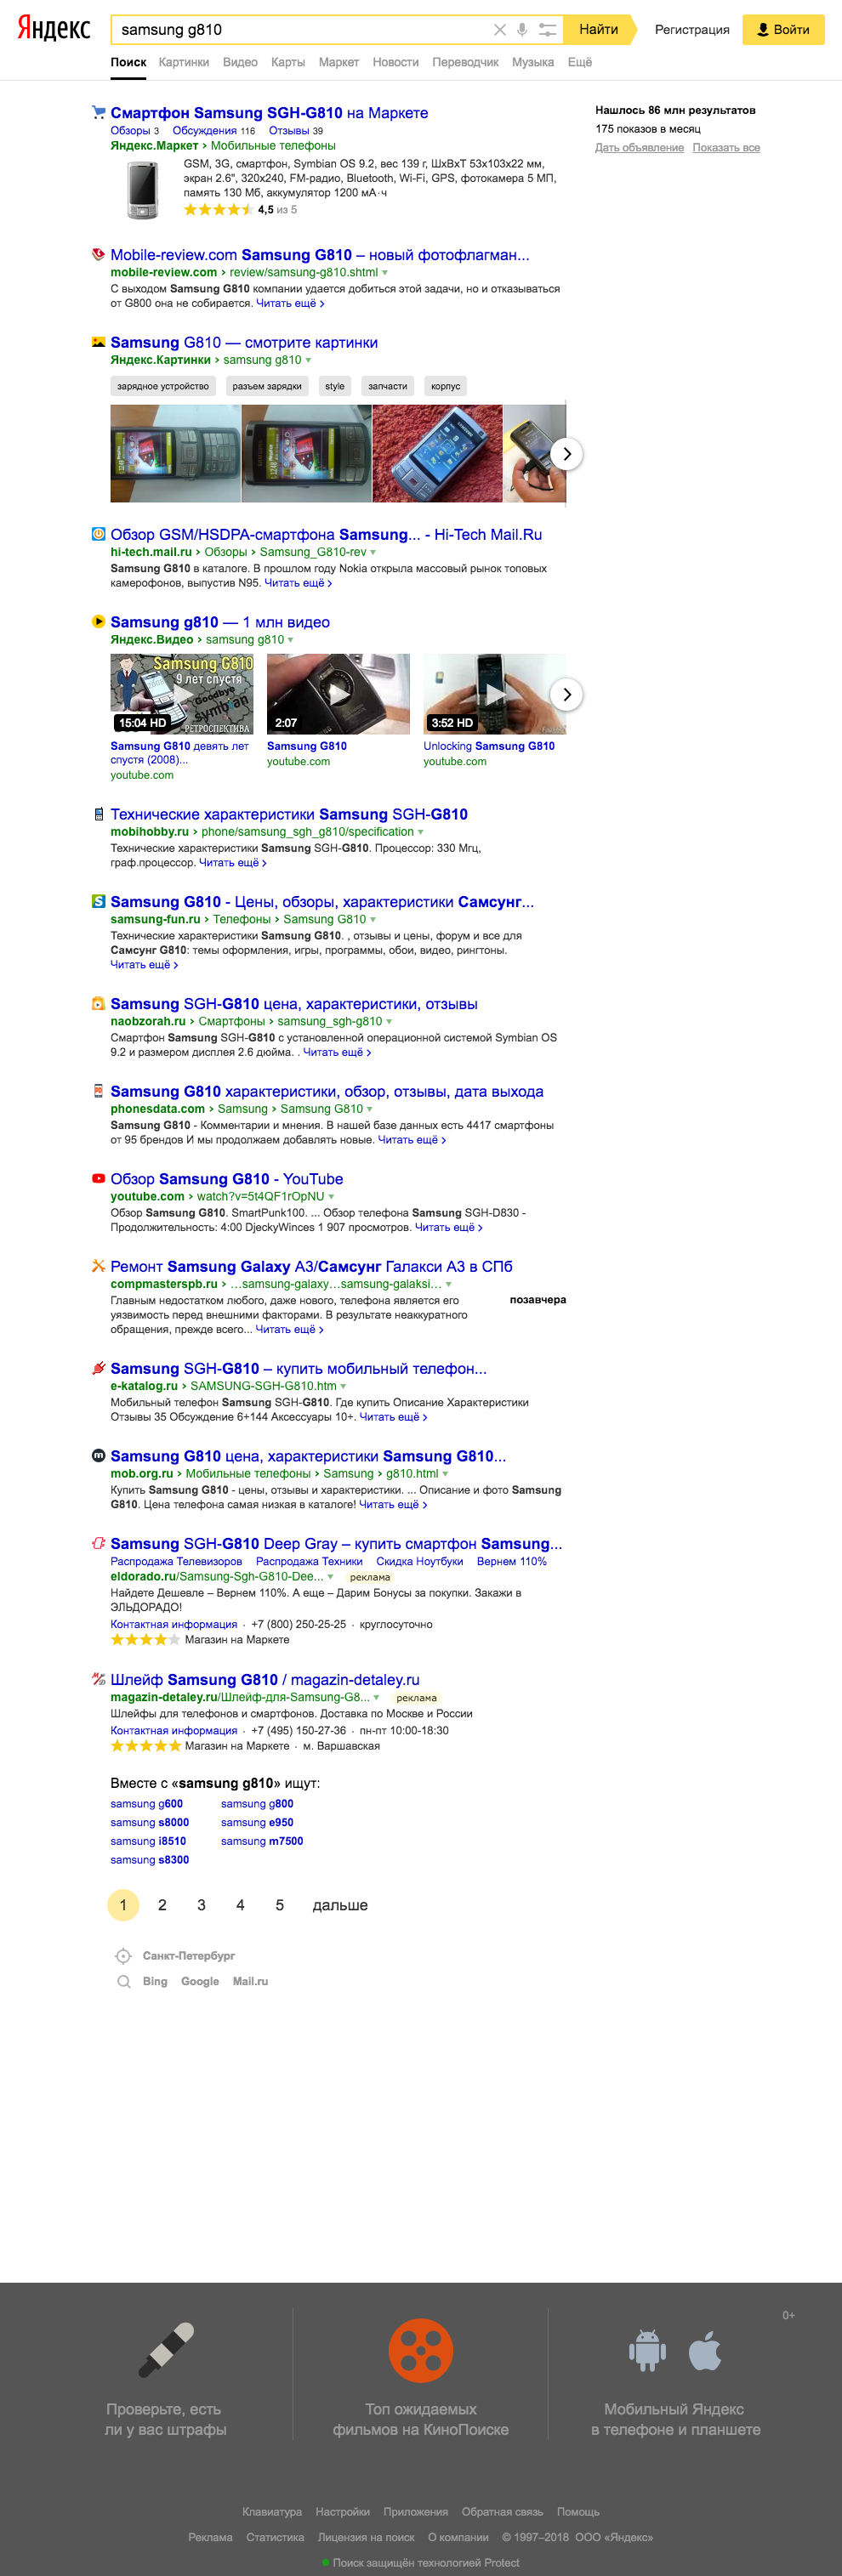 Яндекс
samsung g810
Найти
Регистрация
Войти
Поиск Картинки Видео Карты Маркет Новости Переводчик Музыка Ещё
Смартфон Samsung SGH-G810 на Маркете
Обзоры 3 Обсуждения 116 Отзывы 39
Яндекс.Маркет › Мобильные телефоны
GSM, 3G, смартфон, Symbian OS 9.2, вес 139 г, ШxВxТ 53x103x22 мм,
экран 2.6", 320x240, FM-радио, Bluetooth, Wi-Fi, GPS, фотокамера 5 МП,
память 130 Мб, аккумулятор 1200 мА·ч
4,5 из 5
Нашлось 86 млн результатов
175 показов в месяц
Дать объявление Показать все
Mobile-review.com Samsung G810 – новый фотофлагман...
mobile-review.com › review/samsung-g810.shtml
С выходом Samsung G810 компании удается добиться этой задачи, но и отказываться
от G800 она не собирается. Читать ещё ›
Samsung G810 — смотрите картинки
Яндекс.Картинки › samsung g810
зарядное устройство разъем зарядки style запчасти корпус
Обзор GSM/HSDPA-смартфона Samsung... - Hi-Tech Mail.Ru
hi-tech.mail.ru › Обзоры › Samsung_G810-rev
Samsung G810 в каталоге. В прошлом году Nokia открыла массовый рынок топовых
камерофонов, выпустив N95. Читать ещё ›
Samsung g810 — 1 млн видео
Яндекс.Видео › samsung g810
Samsung G810
9 лет спустя
Goodbye
symbian
РЕТРОСПЕКТИВА
15:04 HD
2:07
3:52 HD
Samsung G810 девять лет
спустя (2008)...
youtube.com
Samsung G810
youtube.com
Unlocking Samsung G810
youtube.com
Технические характеристики Samsung SGH-G810
mobihobby.ru › phone/samsung_sgh_g810/specification
Технические характеристики Samsung SGH-G810. Процессор: 330 Мгц,
граф.процессор. Читать ещё ›
Samsung G810 - Цены, обзоры, характеристики Самсунг...
samsung-fun.ru › Телефоны › Samsung G810
Технические характеристики Samsung G810. , отзывы и цены, форум и все для
Самсунг G810: темы оформления, игры, программы, обои, видео, рингтоны.
Читать ещё ›
Samsung SGH-G810 цена, характеристики, отзывы
naobzorah.ru › Смартфоны › samsung_sgh-g810
Смартфон Samsung SGH-G810 с установленной операционной системой Symbian OS
9.2 и размером дисплея 2.6 дюйма. . Читать ещё ›
Samsung G810 характеристики, обзор, отзывы, дата выхода
phonesdata.com › Samsung › Samsung G810
Samsung G810 - Комментарии и мнения. В нашей базе данных есть 4417 смартфоны
от 95 брендов И мы продолжаем добавлять новые. Читать ещё ›
Обзор Samsung G810 - YouTube
youtube.com › watch?v=5t4QF1rOpNU
Обзор Samsung G810. SmartPunk100. ... Обзор телефона Samsung SGH-D830 -
Продолжительность: 4:00 DjeckyWinces 1 907 просмотров. Читать ещё ›
Ремонт Samsung Galaxy A3/Самсунг Галакси А3 в СПб
compmasterspb.ru › ...samsung-galaxy...samsung-galaksi...
Главным недостатком любого, даже нового, телефона является его
уязвимость перед внешними факторами. В результате неаккуратного
обращения, прежде всего... Читать ещё ›
позавчера
Samsung SGH-G810 – купить мобильный телефон...
e-katalog.ru › SAMSUNG-SGH-G810.htm
Мобильный телефон Samsung SGH-G810. Где купить Описание Характеристики
Отзывы 35 Обсуждение 6+144 Аксессуары 10+. Читать ещё ›
Samsung G810 цена, характеристики Samsung G810...
mob.org.ru › Мобильные телефоны › Samsung › g810.html
Купить Samsung G810 - цены, отзывы и характеристики. ... Описание и фото Samsung
G810. Цена телефона самая низкая в каталоге! Читать ещё ›
Samsung SGH-G810 Deep Gray – купить смартфон Samsung...
Распродажа Телевизоров Распродажа Техники Скидка Ноутбуки Вернем 110%
eldorado.ru/Samsung-Sgh-G810-Dee... реклама
Найдете Дешевле – Вернем 110%. А еще – Дарим Бонусы за покупки. Закажи в
ЭЛЬДОРАДО!
Контактная информация · +7 (800) 250-25-25 · круглосуточно
Магазин на Маркете
Шлейф Samsung G810 / magazin-detaley.ru
magazin-detaley.ru/Шлейф-для-Samsung-G8... реклама
Шлейфы для телефонов и смартфонов. Доставка по Москве и России
Контактная информация · +7 (495) 150-27-36 · пн-пт 10:00-18:30
Магазин на Маркете · м. Варшавская
Вместе с «samsung g810» ищут:
samsung g600 samsung g800
samsung s8000 samsung e950
samsung i8510 samsung m7500
samsung s8300
1 2 3 4 5 дальше
Санкт-Петербург
Bing Google Mail.ru
0+
Проверьте, есть
ли у вас штрафы
Топ ожидаемых
фильмов на КиноПоиске
Мобильный Яндекс
в телефоне и планшете
Клавиатура Настройки Приложения Обратная связь Помощь
Реклама Статистика Лицензия на поиск О компании © 1997–2018 ООО «Яндекс»
Поиск защищён технологией Protect